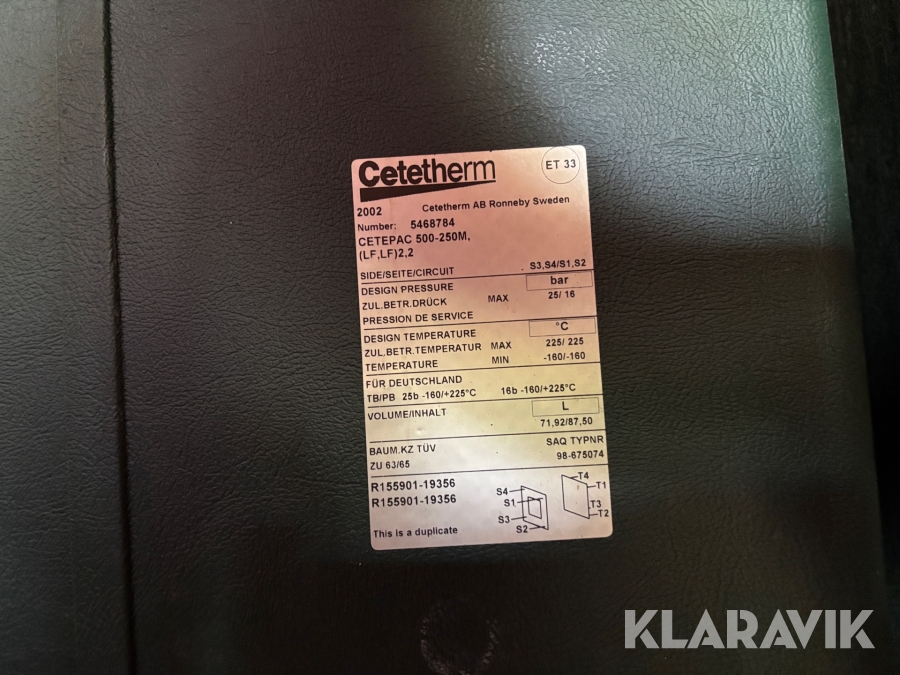 Cetetherm
ET 33
2002 Cetetherm AB Ronneby Sweden
Number: 5468784
CETEPAC 500-250M,
(LF,LF)2,2
SIDE/SEITE/CIRCUIT S3,S4/S1,S2
DESIGN PRESSURE bar
ZUL.BETR.DRÜCK MAX 25/ 16
PRESSION DE SERVICE
DESIGN TEMPERATURE °C
ZUL.BETR.TEMPERATUR MAX 225/ 225
TEMPERATURE MIN -160/-160
FÜR DEUTSCHLAND
TB/PB 25b -160/+225°C 16b -160/+225°C
VOLUME/INHALT L
71,92/87,50
BAUM.KZ TÜV SAQ TYPNR
ZU 63/65 98-675074
R155901-19356
R155901-19356
S4
S1
S3
S2
T4
T1
T3
T2
This is a duplicate
KLARAVIK